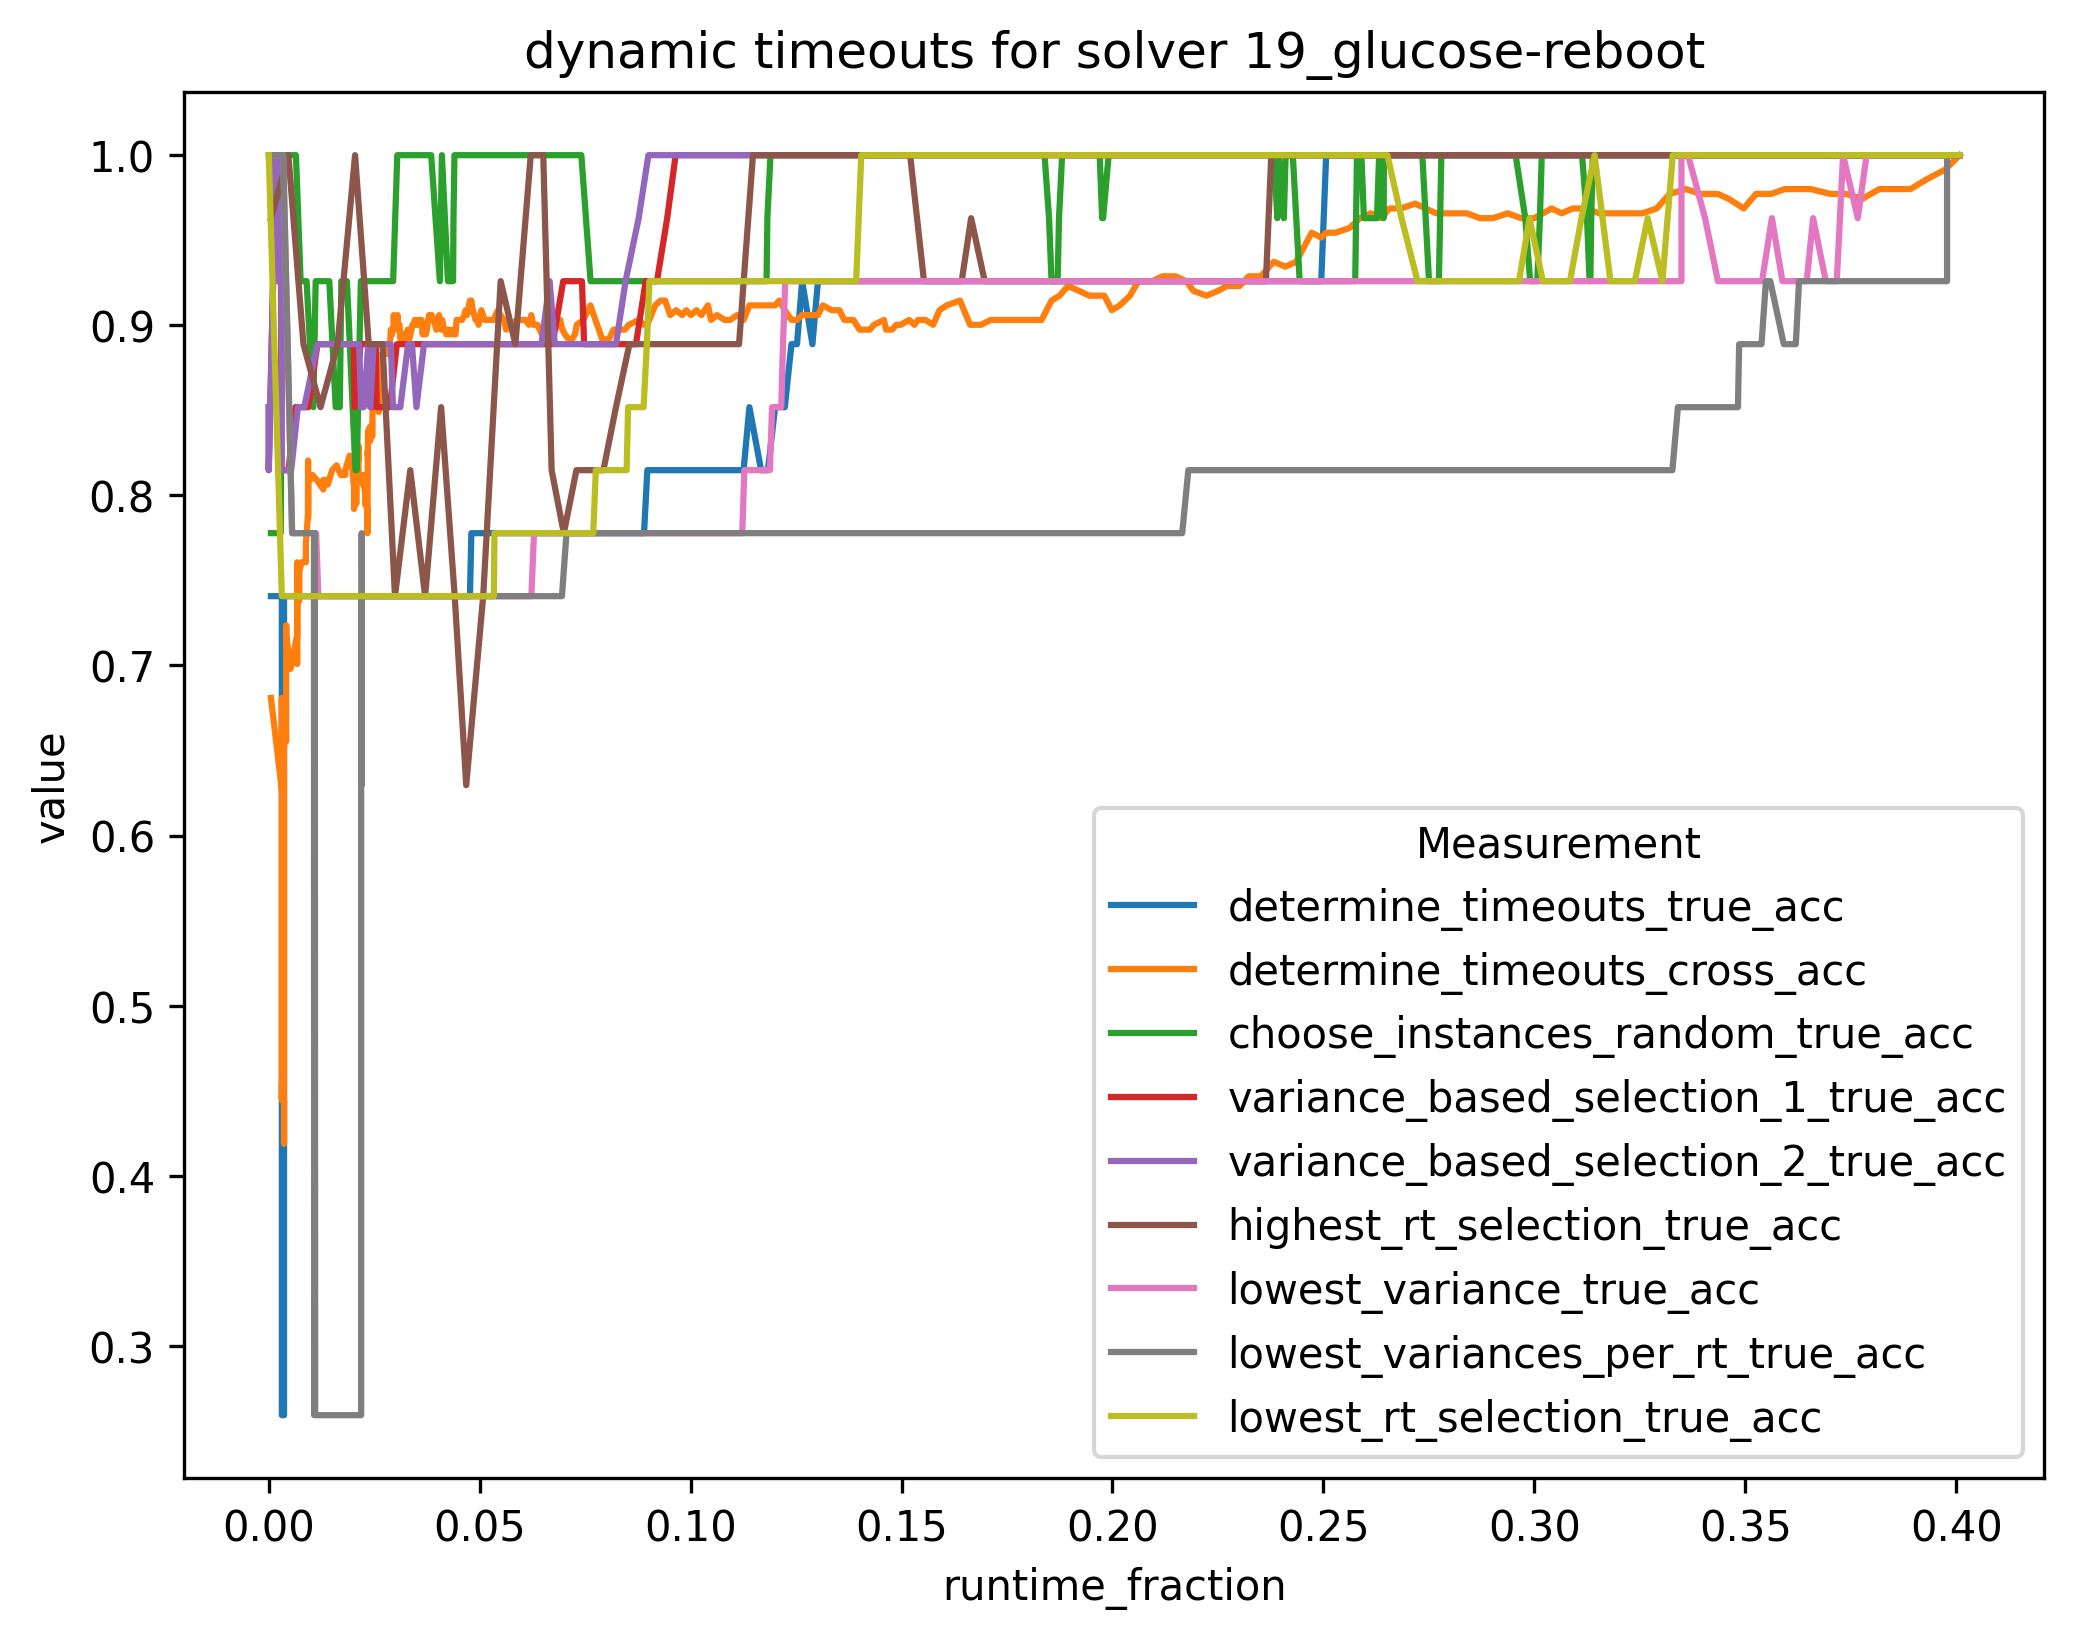 dynamic timeouts for solver 19_glucose-reboot
1.0
0.9
0.8
0.7
0.6
0.5
0.4
0.3
value
Measurement
determine_timeouts_true_acc
determine_timeouts_cross_acc
choose_instances_random_true_acc
variance_based_selection_1_true_acc
variance_based_selection_2_true_acc
highest_rt_selection_true_acc
lowest_variance_true_acc
lowest_variances_per_rt_true_acc
lowest_rt_selection_true_acc
0.00 0.05 0.10 0.15 0.20 0.25 0.30 0.35 0.40
runtime_fraction